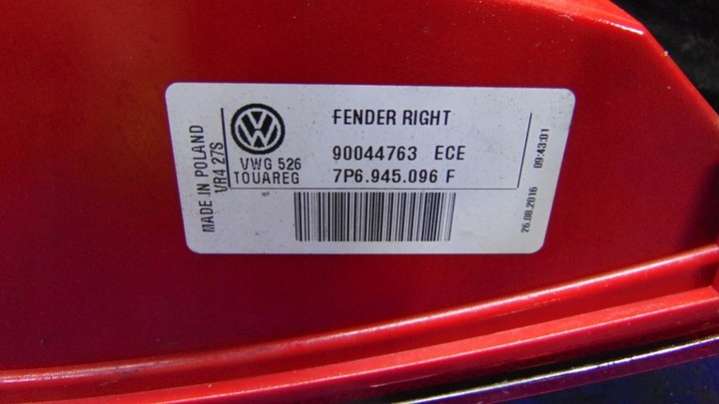 MADE IN POLAND
VR4 27S
VWG 526
TOUAREG
FENDER RIGHT
90044763 ECE
7P6.945.096 F
26.08.2016 09:43:01